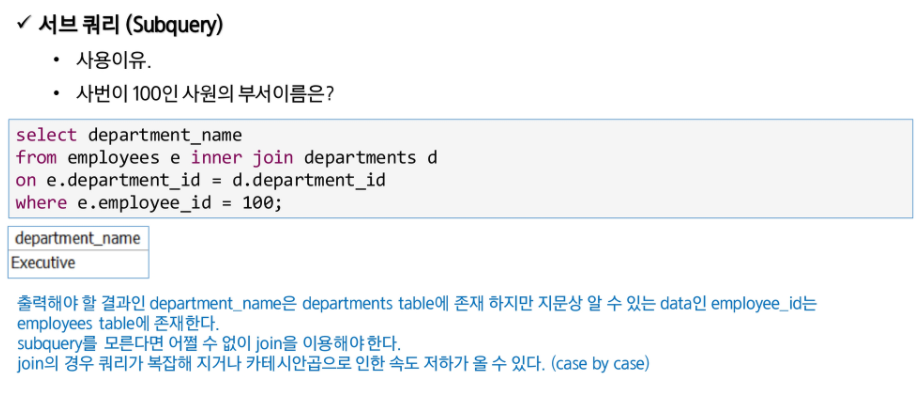 ✓ 서브 쿼리 (Subquery)
• 사용이유.
• 사번이 100인 사원의 부서이름은?
select department_name
from employees e inner join departments d
on e.department_id = d.department_id
where e.employee_id = 100;
department_name
Executive
출력해야 할 결과인 department_name은 departments table에 존재 하지만 지문상 알 수 있는 data인 employee_id는
employees table에 존재한다.
subquery를 모른다면 어쩔 수 없이 join을 이용해야 한다.
join의 경우 쿼리가 복잡해 지거나 카테시안곱으로 인한 속도 저하가 올 수 있다. (case by case)